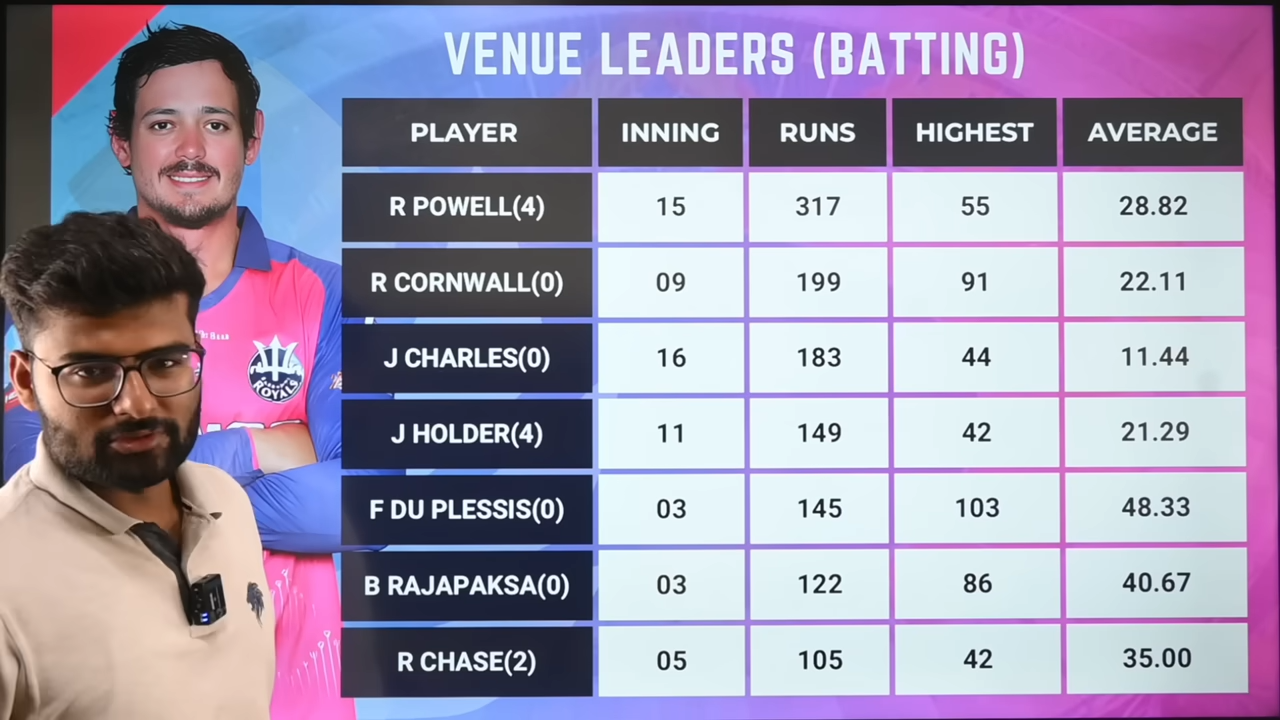 VENUE LEADERS (BATTING)
PLAYER INNING RUNS HIGHEST AVERAGE
R POWELL(4) 15 317 55 28.82
R CORNWALL(0) 09 199 91 22.11
J CHARLES(0) 16 183 44 11.44
J HOLDER(4) 11 149 42 21.29
F DU PLESSIS(0) 03 145 103 48.33
B RAJAPAKSA(0) 03 122 86 40.67
R CHASE(2) 05 105 42 35.00
ROYALS